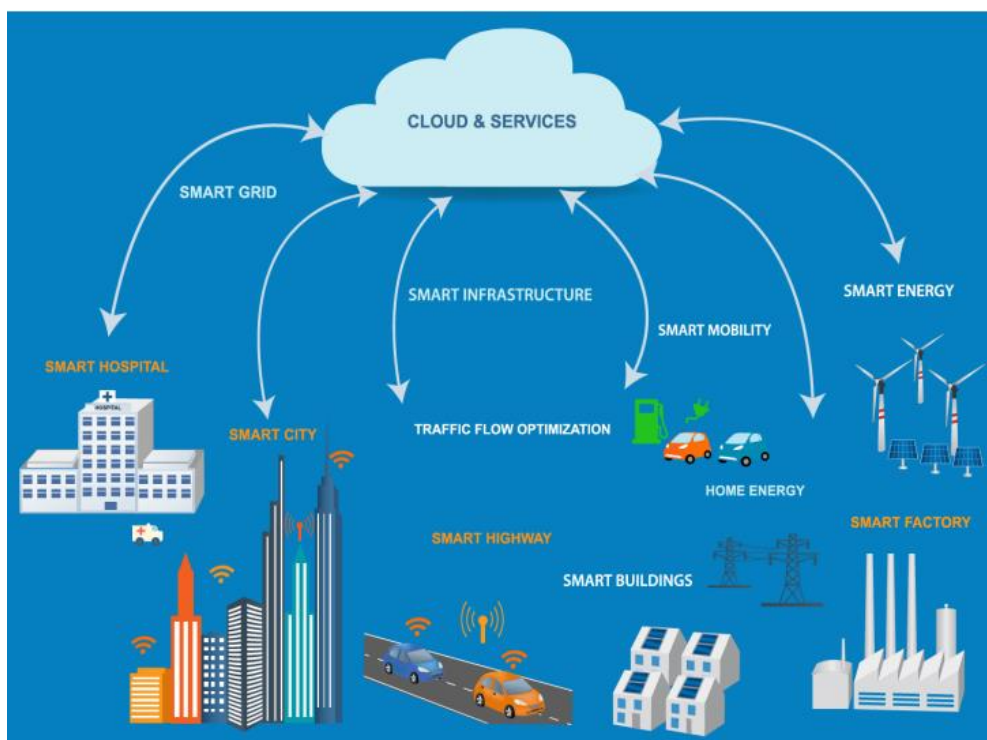 CLOUD & SERVICES
SMART GRID
SMART INFRASTRUCTURE
SMART ENERGY
SMART MOBILITY
SMART HOSPITAL
HOSPITAL
SMART CITY
TRAFFIC FLOW OPTIMIZATION
HOME ENERGY
SMART FACTORY
SMART HIGHWAY
SMART BUILDINGS